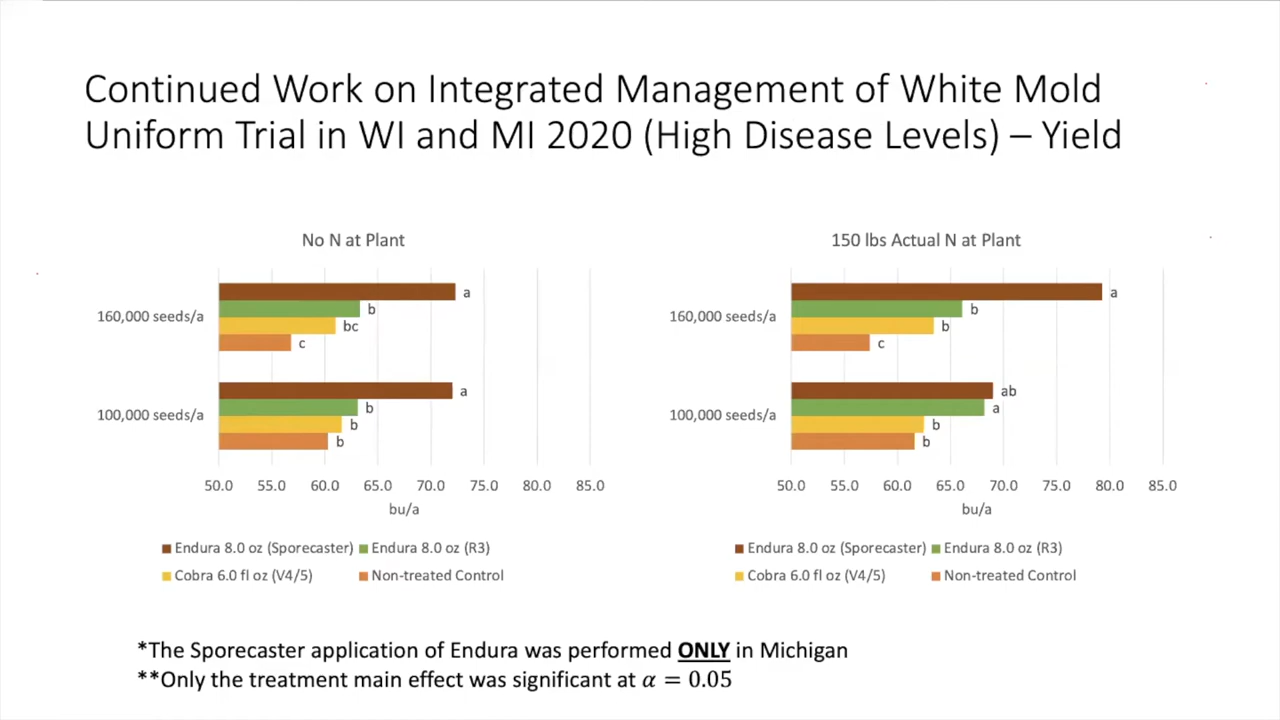 Continued Work on Integrated Management of White Mold
Uniform Trial in WI and MI 2020 (High Disease Levels) – Yield
No N at Plant
160,000 seeds/a
a
b
bc
c
100,000 seeds/a
a
b
b
b
50.0 55.0 60.0 65.0 70.0 75.0 80.0 85.0
bu/a
Endura 8.0 oz (Sporecaster) Endura 8.0 oz (R3)
Cobra 6.0 fl oz (V4/5) Non-treated Control
150 lbs Actual N at Plant
160,000 seeds/a
a
b
b
c
100,000 seeds/a
ab
a
b
b
50.0 55.0 60.0 65.0 70.0 75.0 80.0 85.0
bu/a
Endura 8.0 oz (Sporecaster) Endura 8.0 oz (R3)
Cobra 6.0 fl oz (V4/5) Non-treated Control
*The Sporecaster application of Endura was performed ONLY in Michigan
**Only the treatment main effect was significant at α = 0.05